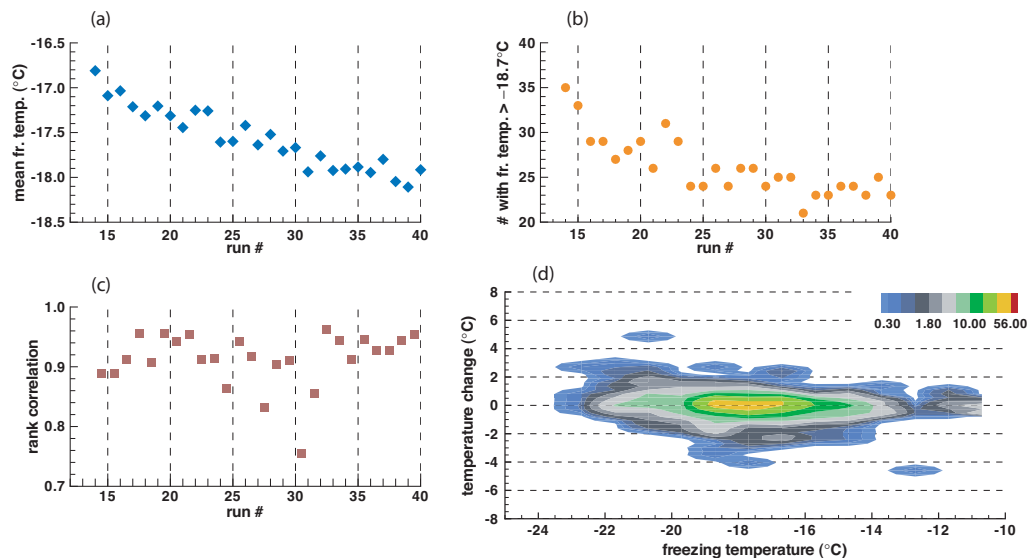 (a)
-16.5
-17.0
-17.5
-18.0
-18.5
mean fr. temp. (°C)
15 20 25 30 35 40
run #
(b)
40
35
30
25
20
# with fr. temp. > −18.7°C
15 20 25 30 35 40
run #
(c)
1.0
0.9
0.8
0.7
rank correlation
15 20 25 30 35 40
run #
(d)
8
6
4
2
0
-2
-4
-6
-8
temperature change (°C)
0.30 1.80 10.00 56.00
-24 -22 -20 -18 -16 -14 -12 -10
freezing temperature (°C)